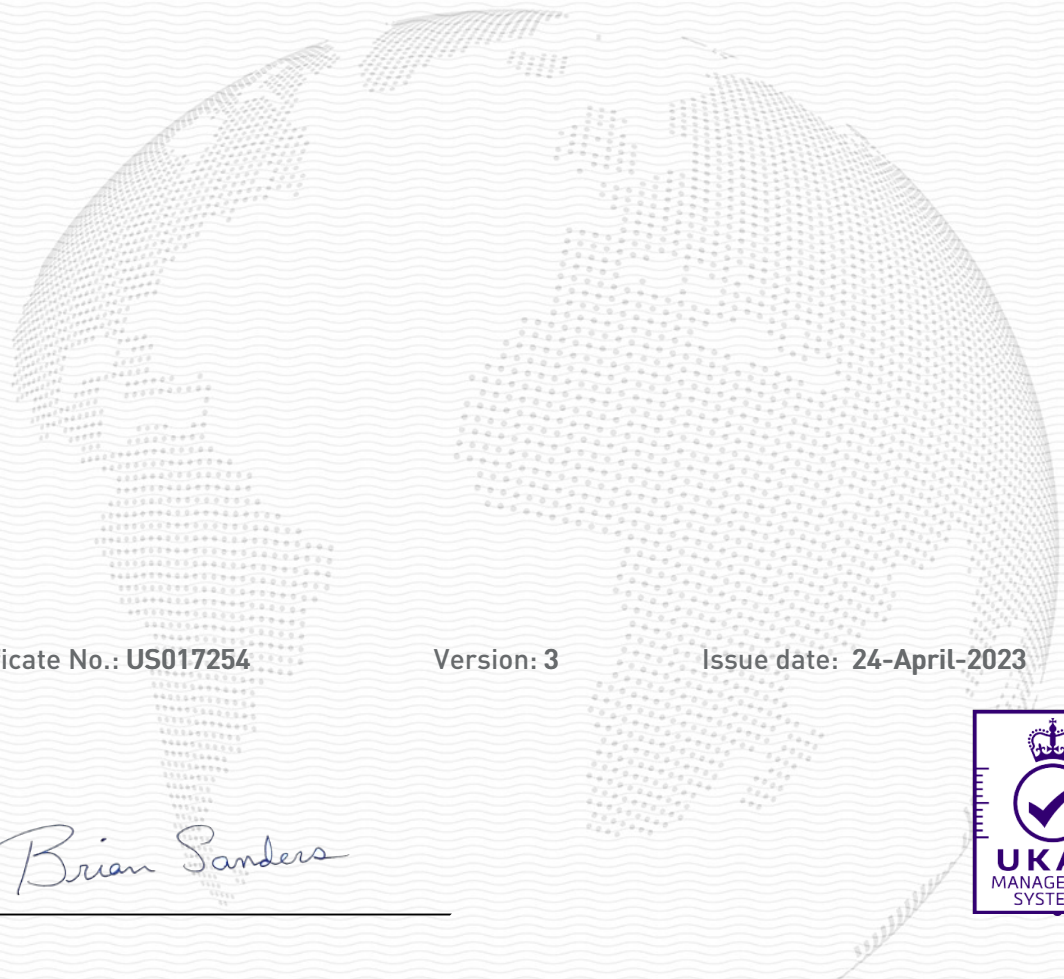 icate No.: US017254 Version: 3 Issue date: 24-April-2023
Brian Sanders
UKA
MANAGE
SYSTE